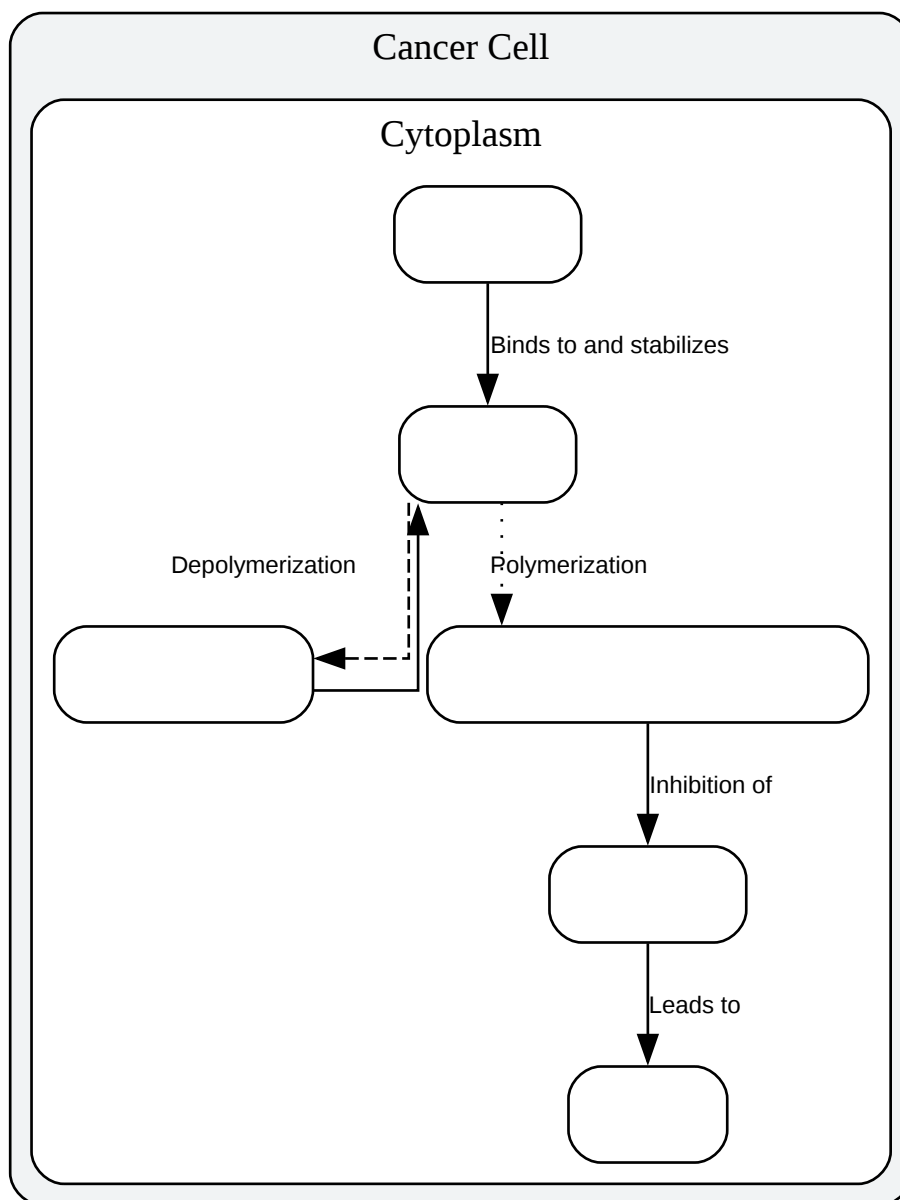 Cancer Cell
Cytoplasm
Binds to and stabilizes
Depolymerization
Polymerization
Inhibition of
Leads to